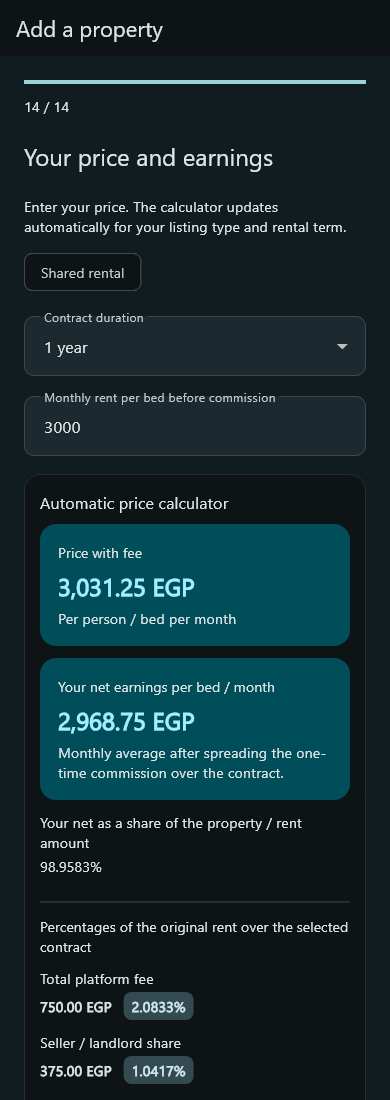 Add a property
14 / 14
Your price and earnings
Enter your price. The calculator updates
automatically for your listing type and rental term.
Shared rental
Contract duration
1 year
Monthly rent per bed before commission
3000
Automatic price calculator
Price with fee
3,031.25 EGP
Per person / bed per month
Your net earnings per bed / month
2,968.75 EGP
Monthly average after spreading the one-
time commission over the contract.
Your net as a share of the property / rent
amount
98.9583%
Percentages of the original rent over the selected
contract
Total platform fee
750.00 EGP 2.0833%
Seller / landlord share
375.00 EGP 1.0417%